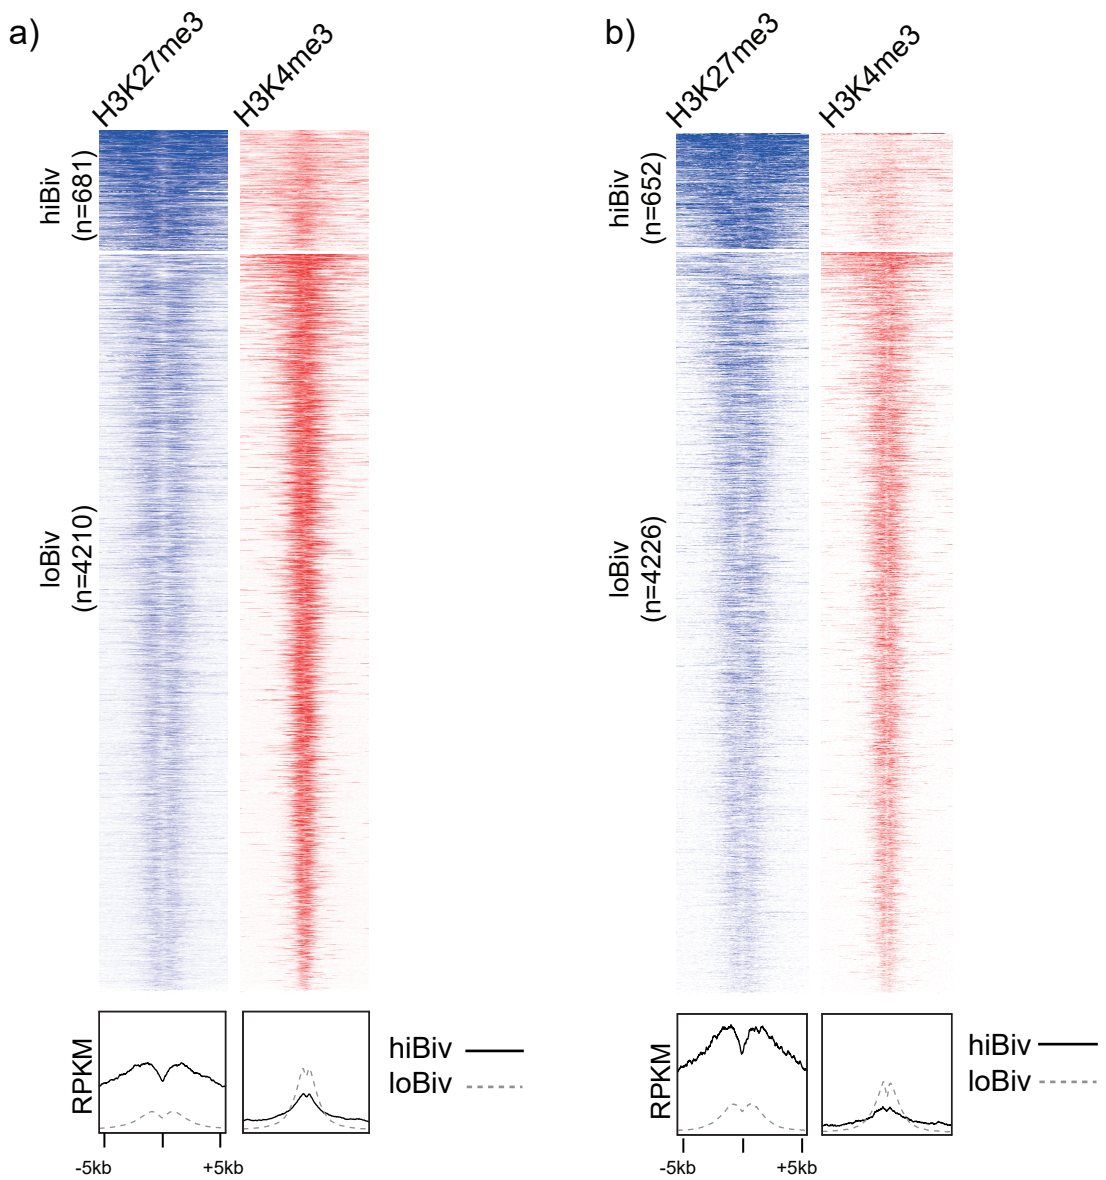 a)
H3K27me3
H3K4me3
hiBiv
(n=681)
loBiv
(n=4210)
RPKM
hiBiv
loBiv
-5kb
+5kb
b)
H3K27me3
H3K4me3
hiBiv
(n=652)
loBiv
(n=4226)
RPKM
hiBiv
loBiv
-5kb
+5kb